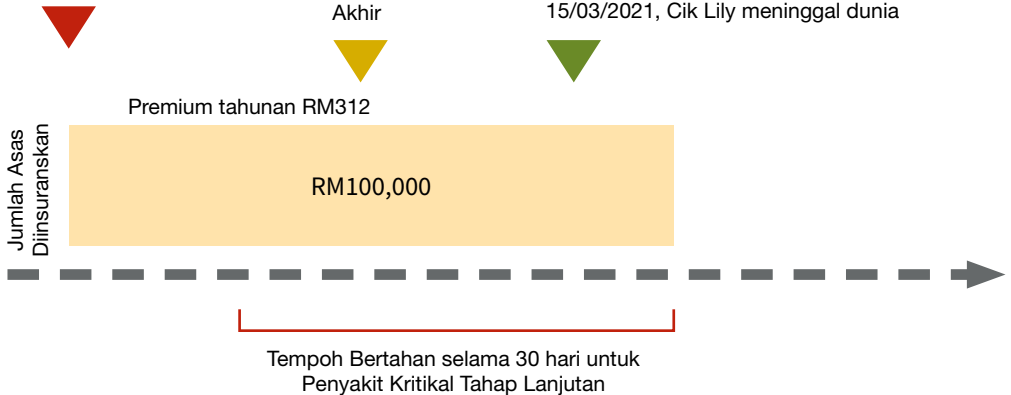 Akhir
15/03/2021, Cik Lily meninggal dunia
Premium tahunan RM312
Jumlah Asas
Diinsuranskan
RM100,000
Tempoh Bertahan selama 30 hari untuk
Penyakit Kritikal Tahap Lanjutan